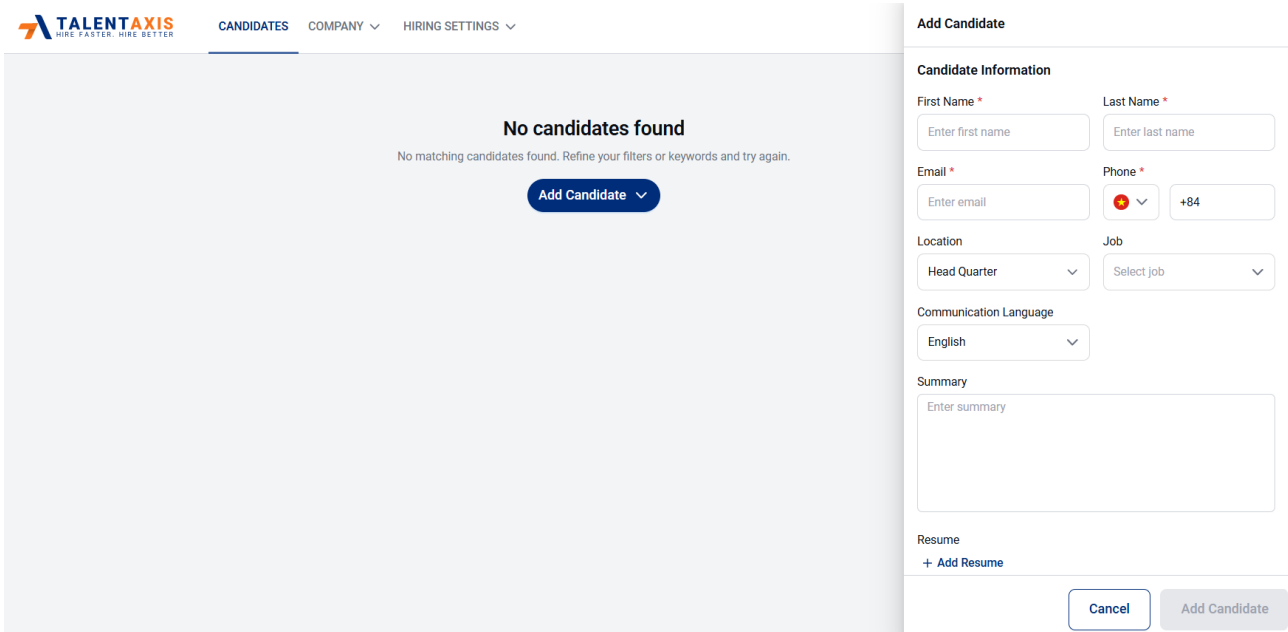 TALENTAXIS
HIRE FASTER. HIRE BETTER
CANDIDATES COMPANY HIRING SETTINGS
No candidates found
No matching candidates found. Refine your filters or keywords and try again.
Add Candidate
Add Candidate
Candidate Information
First Name * Last Name *
Enter first name Enter last name
Email * Phone *
Enter email +84
Location Job
Head Quarter Select job
Communication Language
English
Summary
Enter summary
Resume
+ Add Resume
Cancel Add Candidate